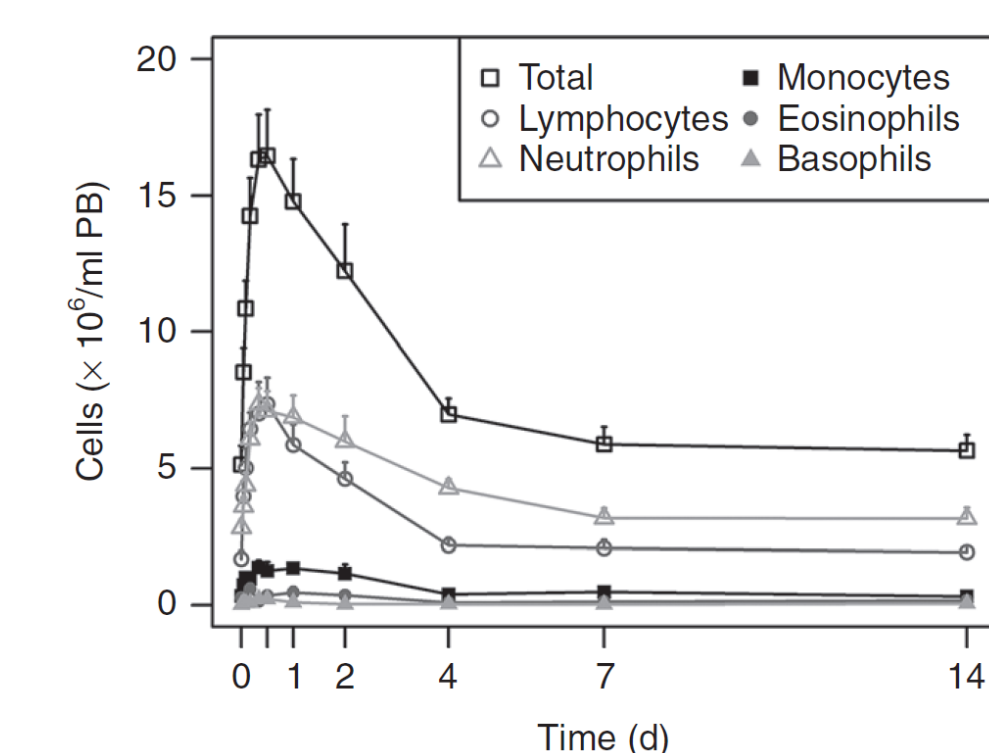 20
15
10
5
0
Cells (× 10⁶/ml PB)
Total
Lymphocytes
Neutrophils
Monocytes
Eosinophils
Basophils
0 1 2 4 7 14
Time (d)